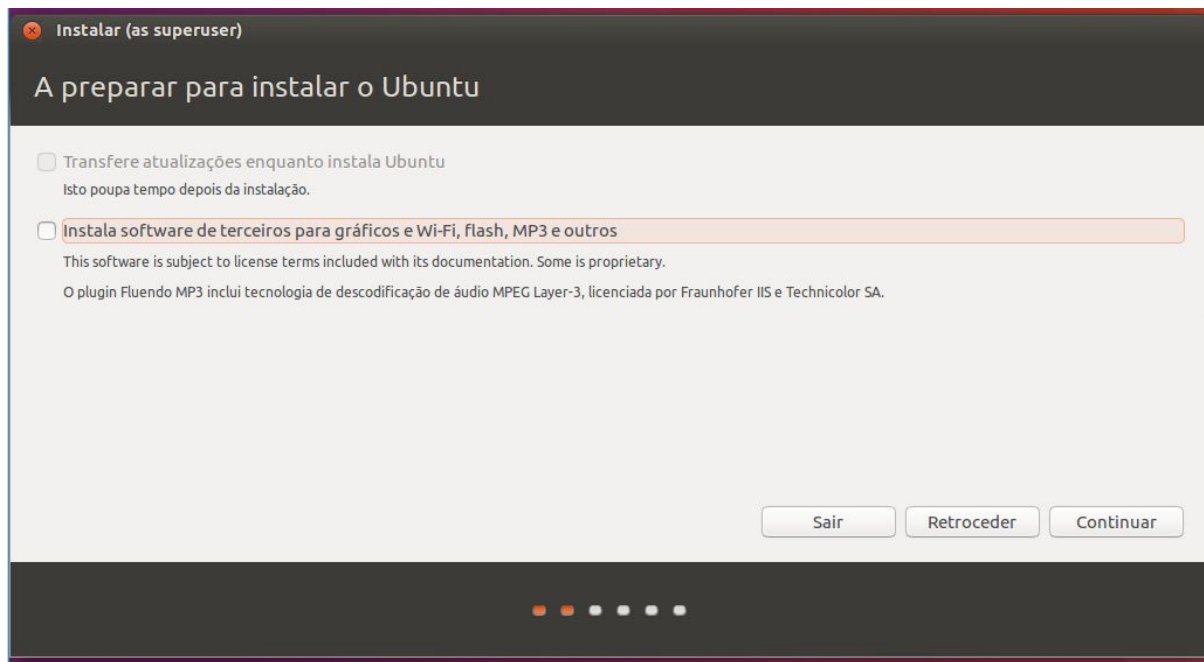 Instalar (as superuser)
A preparar para instalar o Ubuntu
Transfere atualizações enquanto instala Ubuntu
Isto poupa tempo depois da instalação.
Instala software de terceiros para gráficos e Wi-Fi, flash, MP3 e outros
This software is subject to license terms included with its documentation. Some is proprietary.
O plugin Fluendo MP3 inclui tecnologia de descodificação de áudio MPEG Layer-3, licenciada por Fraunhofer IIS e Technicolor SA.
Sair Retroceder Continuar